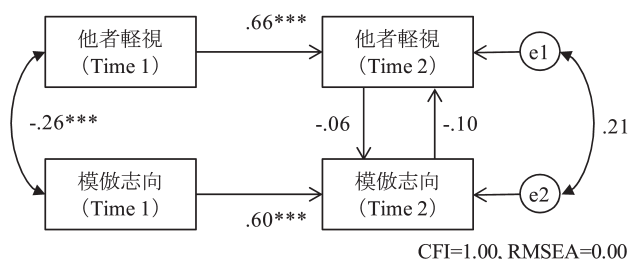 .66***
他者軽視
(Time 1)
他者軽視
(Time 2)
e1
-.26***
-.06
-.10
.21
模倣志向
(Time 1)
模倣志向
(Time 2)
e2
.60***
CFI=1.00, RMSEA=0.00